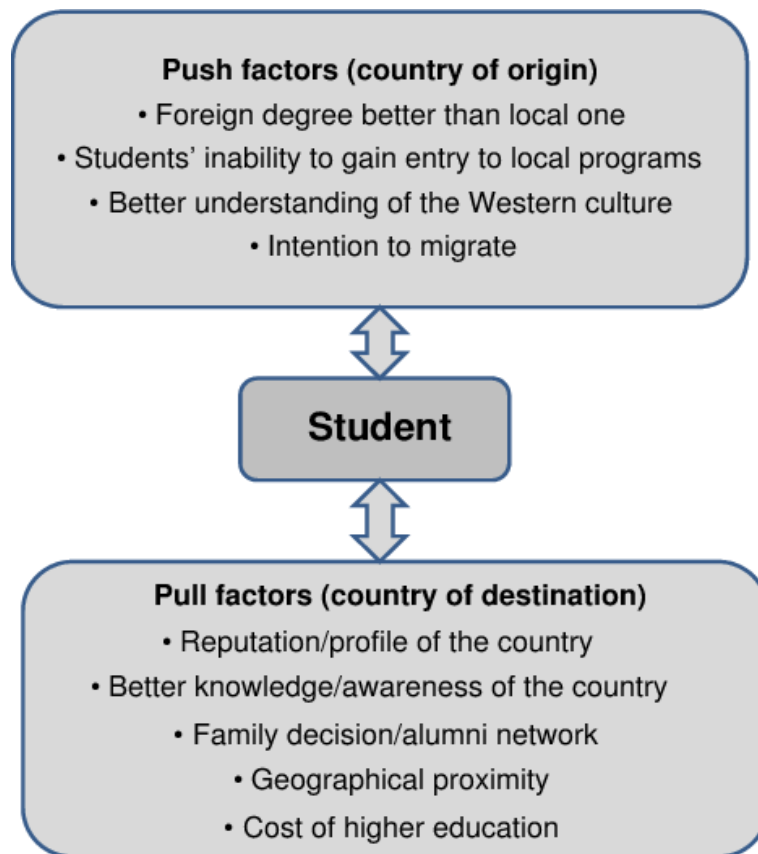 Push factors (country of origin)
• Foreign degree better than local one
• Students’ inability to gain entry to local programs
• Better understanding of the Western culture
• Intention to migrate
Student
Pull factors (country of destination)
• Reputation/profile of the country
• Better knowledge/awareness of the country
• Family decision/alumni network
• Geographical proximity
• Cost of higher education